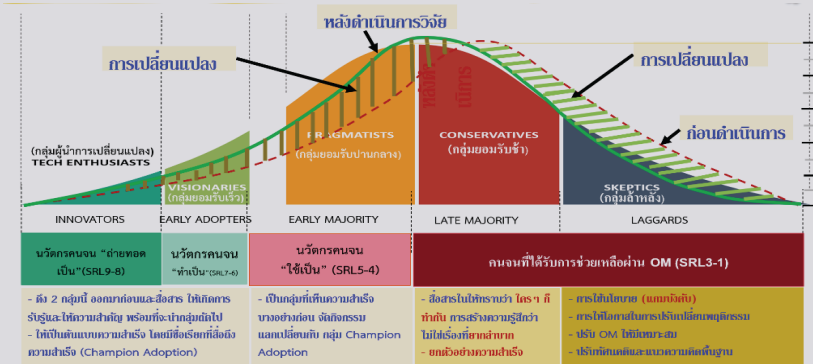 หลังดำเนินการวิจัย
การเปลี่ยนแปลง
การเปลี่ยนแปลง
ก่อนดำเนินการ
(กลุ่มผู้นำการเปลี่ยนแปลง)
TECH ENTHUSIASTS
VISIONARIES
(กลุ่มยอมรับเร็ว)
PRAGMATISTS
(กลุ่มยอมรับปานกลาง)
CONSERVATIVES
(กลุ่มยอมรับช้า)
SKEPTICS
(กลุ่มล้าหลัง)
INNOVATORS
EARLY ADOPTERS
EARLY MAJORITY
LATE MAJORITY
LAGGARDS
นวัตกรคนจน “ถ่ายทอด
เป็น”(SRL9-8)
นวัตกรคนจน
“ทำเป็น”(SRL7-6)
นวัตกรคนจน
“ใช้เป็น” (SRL5-4)
คนจนที่ได้รับการช่วยเหลือผ่าน OM (SRL3-1)
- ดึง 2 กลุ่มนี้ ออกมาก่อนและสื่อสาร ให้เกิดการ
รับรู้และให้ความสำคัญ พร้อมที่จะนำกลุ่มถัดไป
- ให้เป็นต้นแบบความสำเร็จ โดยมีชื่อเรียกที่สื่อถึง
ความสำเร็จ (Champion Adoption)
- เป็นกลุ่มที่เห็นความสำเร็จ
บางอย่างก่อน จัดกิจกรรม
แลกเปลี่ยนกับ กลุ่ม Champion
Adoption
- สื่อสารในให้ทราบว่า ใคร ๆ ก็
ทำกัน การสร้างความรู้สึกว่า
ไม่ใช่เรื่องที่ยากลำบาก
- ยกตัวอย่างความสำเร็จ
- การใช้นโยบาย (แกมบังคับ)
- การให้โอกาสในการปรับเปลี่ยนพฤติกรรม
- ปรับ OM ให้มีเหมาะสม
- ปรับทัศนคติและแนวความคิดพื้นฐาน